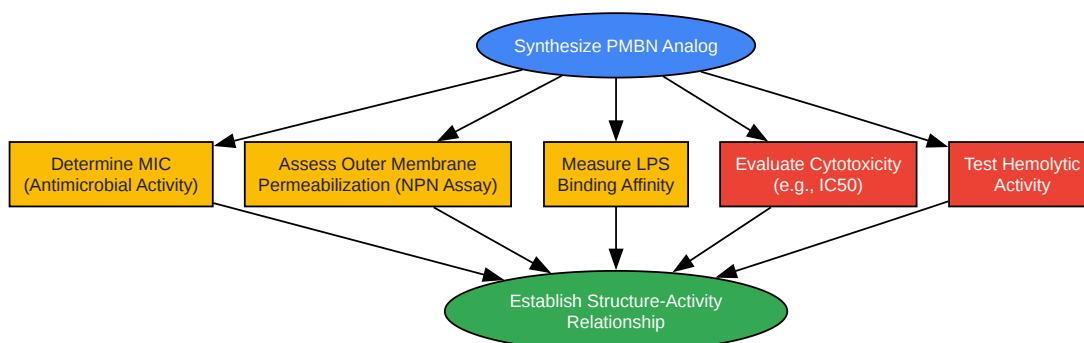 Synthesize PMBN Analog
Determine MIC
(Antimicrobial Activity)
Assess Outer Membrane
Permeabilization (NPN Assay)
Measure LPS
Binding Affinity
Evaluate Cytotoxicity
(e.g., IC50)
Test Hemolytic
Activity
Establish Structure-Activity
Relationship